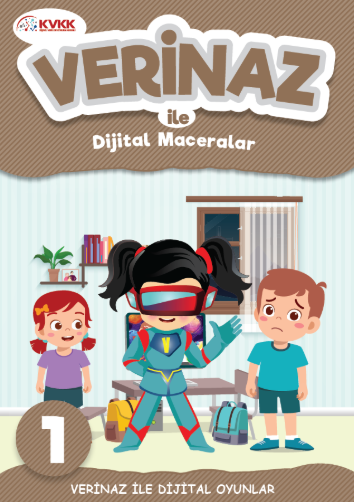 KVKK
VERİNAZ
ile
Dijital Maceralar
V
1
VERİNAZ İLE DİJİTAL OYUNLAR